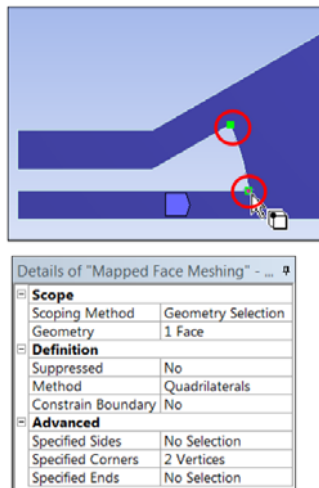 Details of "Mapped Face Meshing" - ...
Scope
Scoping Method Geometry Selection
Geometry 1 Face
Definition
Suppressed No
Method Quadrilaterals
Constrain Boundary No
Advanced
Specified Sides No Selection
Specified Corners 2 Vertices
Specified Ends No Selection